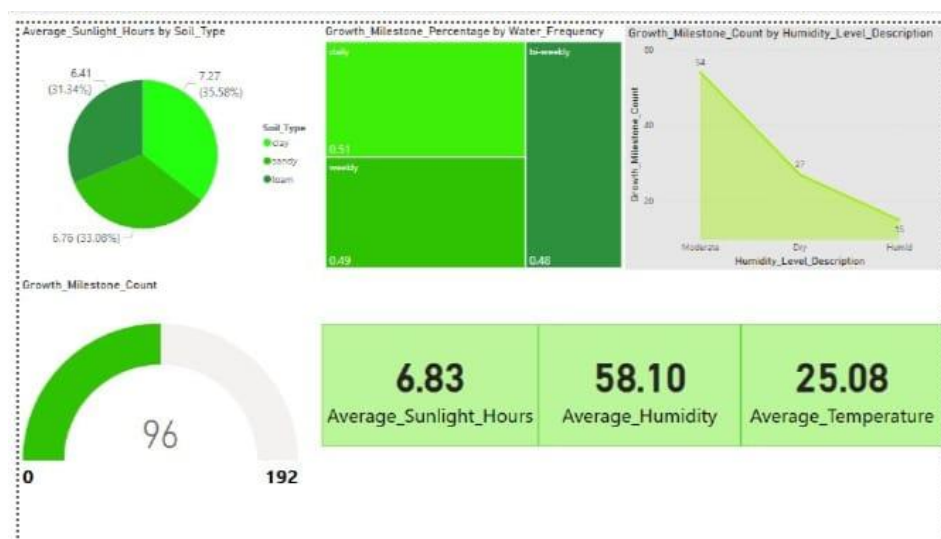 Average_Sunlight_Hours by Soil_Type
6.41
(31.34%)
7.27
(35.58%)
6.76 (33.08%)
Soil_Type
clay
sandy
loam
Growth_Milestone_Percentage by Water_Frequency
daily
0.51
weekly
0.49
bi-weekly
0.48
Growth_Milestone_Count by Humidity_Level_Description
Growth_Milestone_Count
60
40
20
54
27
15
Moderate
Dry
Humid
Humidity_Level_Description
Growth_Milestone_Count
96
0
192
6.83
Average_Sunlight_Hours
58.10
Average_Humidity
25.08
Average_Temperature